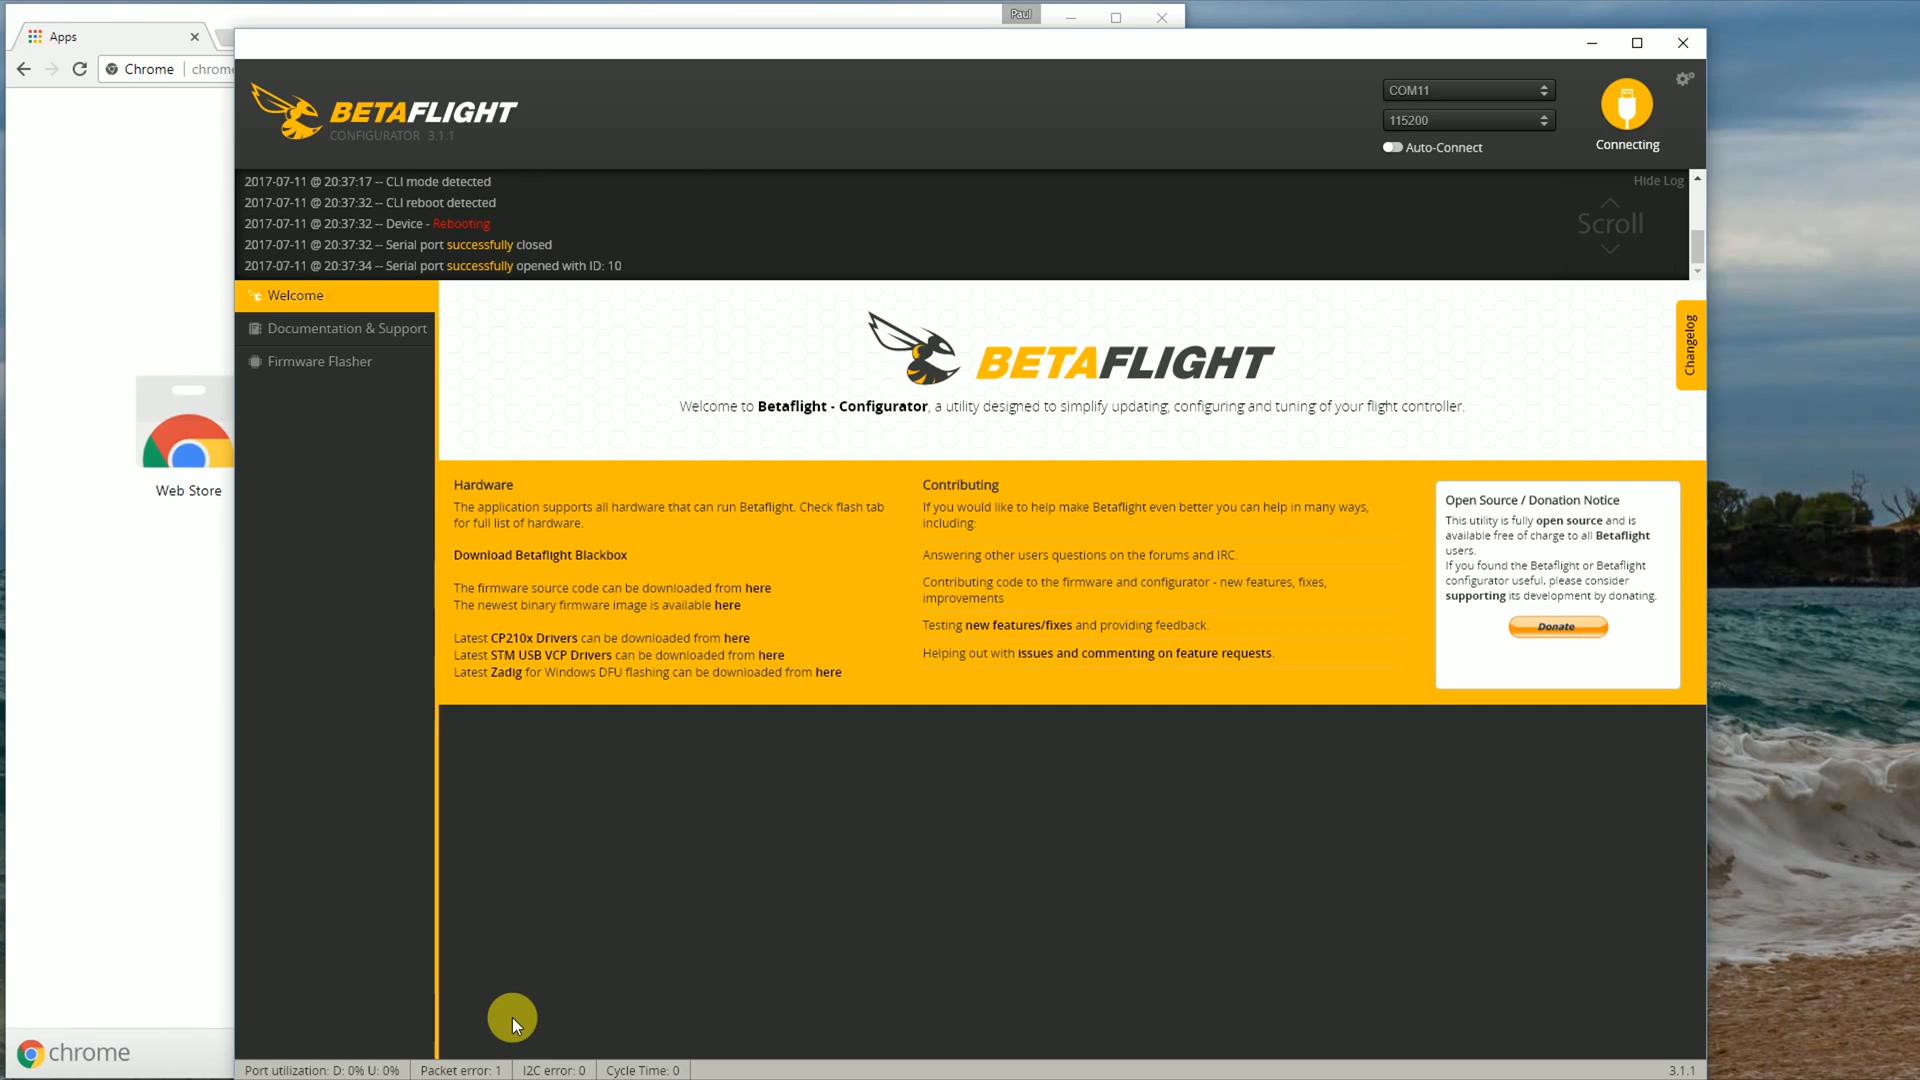 Paul
Apps
Chrome
chrome
BETAFLIGHT
CONFIGURATOR 3.1.1
COM11
115200
Auto-Connect
Connecting
2017-07-11 @ 20:37:17 -- CLI mode detected
2017-07-11 @ 20:37:32 -- CLI reboot detected
2017-07-11 @ 20:37:32 -- Device - Rebooting
2017-07-11 @ 20:37:32 -- Serial port successfully closed
2017-07-11 @ 20:37:34 -- Serial port successfully opened with ID: 10
Hide Log
Scroll
Welcome
Documentation & Support
Firmware Flasher
Web Store
BETAFLIGHT
Welcome to Betaflight - Configurator, a utility designed to simplify updating, configuring and tuning of your flight controller.
Changelog
Hardware
The application supports all hardware that can run Betaflight. Check flash tab
for full list of hardware.
Download Betaflight Blackbox
The firmware source code can be downloaded from here
The newest binary firmware image is available here
Latest CP210x Drivers can be downloaded from here
Latest STM USB VCP Drivers can be downloaded from here
Latest Zadig for Windows DFU flashing can be downloaded from here
Contributing
If you would like to help make Betaflight even better you can help in many ways,
including:
Answering other users questions on the forums and IRC.
Contributing code to the firmware and configurator - new features, fixes,
improvements
Testing new features/fixes and providing feedback.
Helping out with issues and commenting on feature requests.
Open Source / Donation Notice
This utility is fully open source and is
available free of charge to all Betaflight
users.
If you found the Betaflight or Betaflight
configurator useful, please consider
supporting its development by donating.
Donate
chrome
Port utilization: D: 0% U: 0%
Packet error: 1
I2C error: 0
Cycle Time: 0
3.1.1